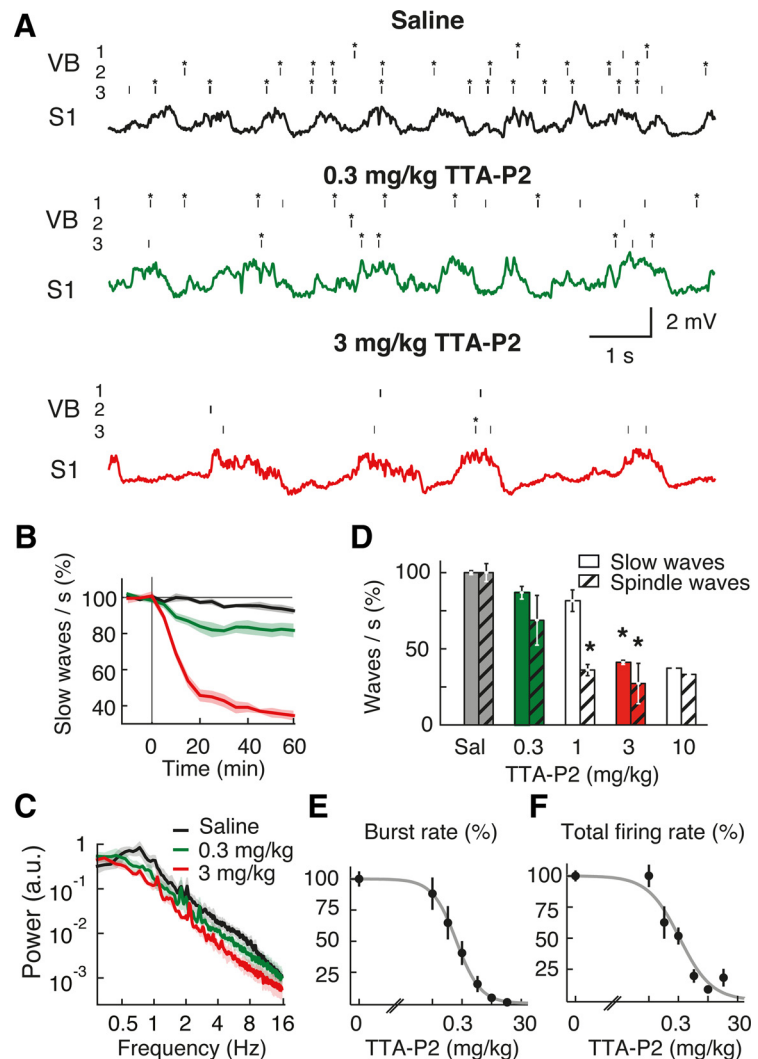 A
Saline
VB
1
2
3
S1
0.3 mg/kg TTA-P2
VB
1
2
3
S1
2 mV
1 s
3 mg/kg TTA-P2
VB
1
2
3
S1
B
Slow waves / s (%)
100
80
60
40
0 20 40 60
Time (min)
D
Slow waves
Spindle waves
Waves / s (%)
100
50
0
* * *
Sal 0.3 1 3 10
TTA-P2 (mg/kg)
C
Saline
0.3 mg/kg
3 mg/kg
Power (a.u.)
1
10⁻¹
10⁻²
10⁻³
0.5 1 2 4 8 16
Frequency (Hz)
E
Burst rate (%)
100
75
50
25
0 0.3 30
TTA-P2 (mg/kg)
F
Total firing rate (%)
100
75
50
25
0 0.3 30
TTA-P2 (mg/kg)